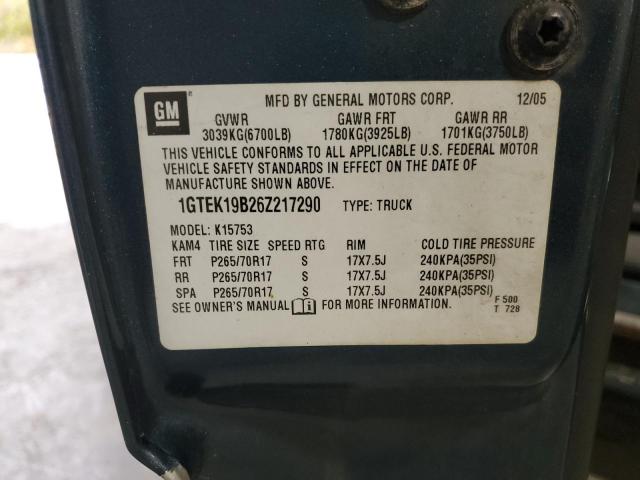 GM
MFD BY GENERAL MOTORS CORP. 12/05
GVWR GAWR FRT GAWR RR
3039KG(6700LB) 1780KG(3925LB) 1701KG(3750LB)
THIS VEHICLE CONFORMS TO ALL APPLICABLE U.S. FEDERAL MOTOR
VEHICLE SAFETY STANDARDS IN EFFECT ON THE DATE OF
MANUFACTURE SHOWN ABOVE.
1GTEK19B26Z217290 TYPE: TRUCK
MODEL: K15753
KAM4 TIRE SIZE SPEED RTG RIM COLD TIRE PRESSURE
FRT P265/70R17 S 17X7.5J 240KPA(35PSI)
RR P265/70R17 S 17X7.5J 240KPA(35PSI)
SPA P265/70R17 S 17X7.5J 240KPA(35PSI)
SEE OWNER'S MANUAL FOR MORE INFORMATION.
F 500
T 728